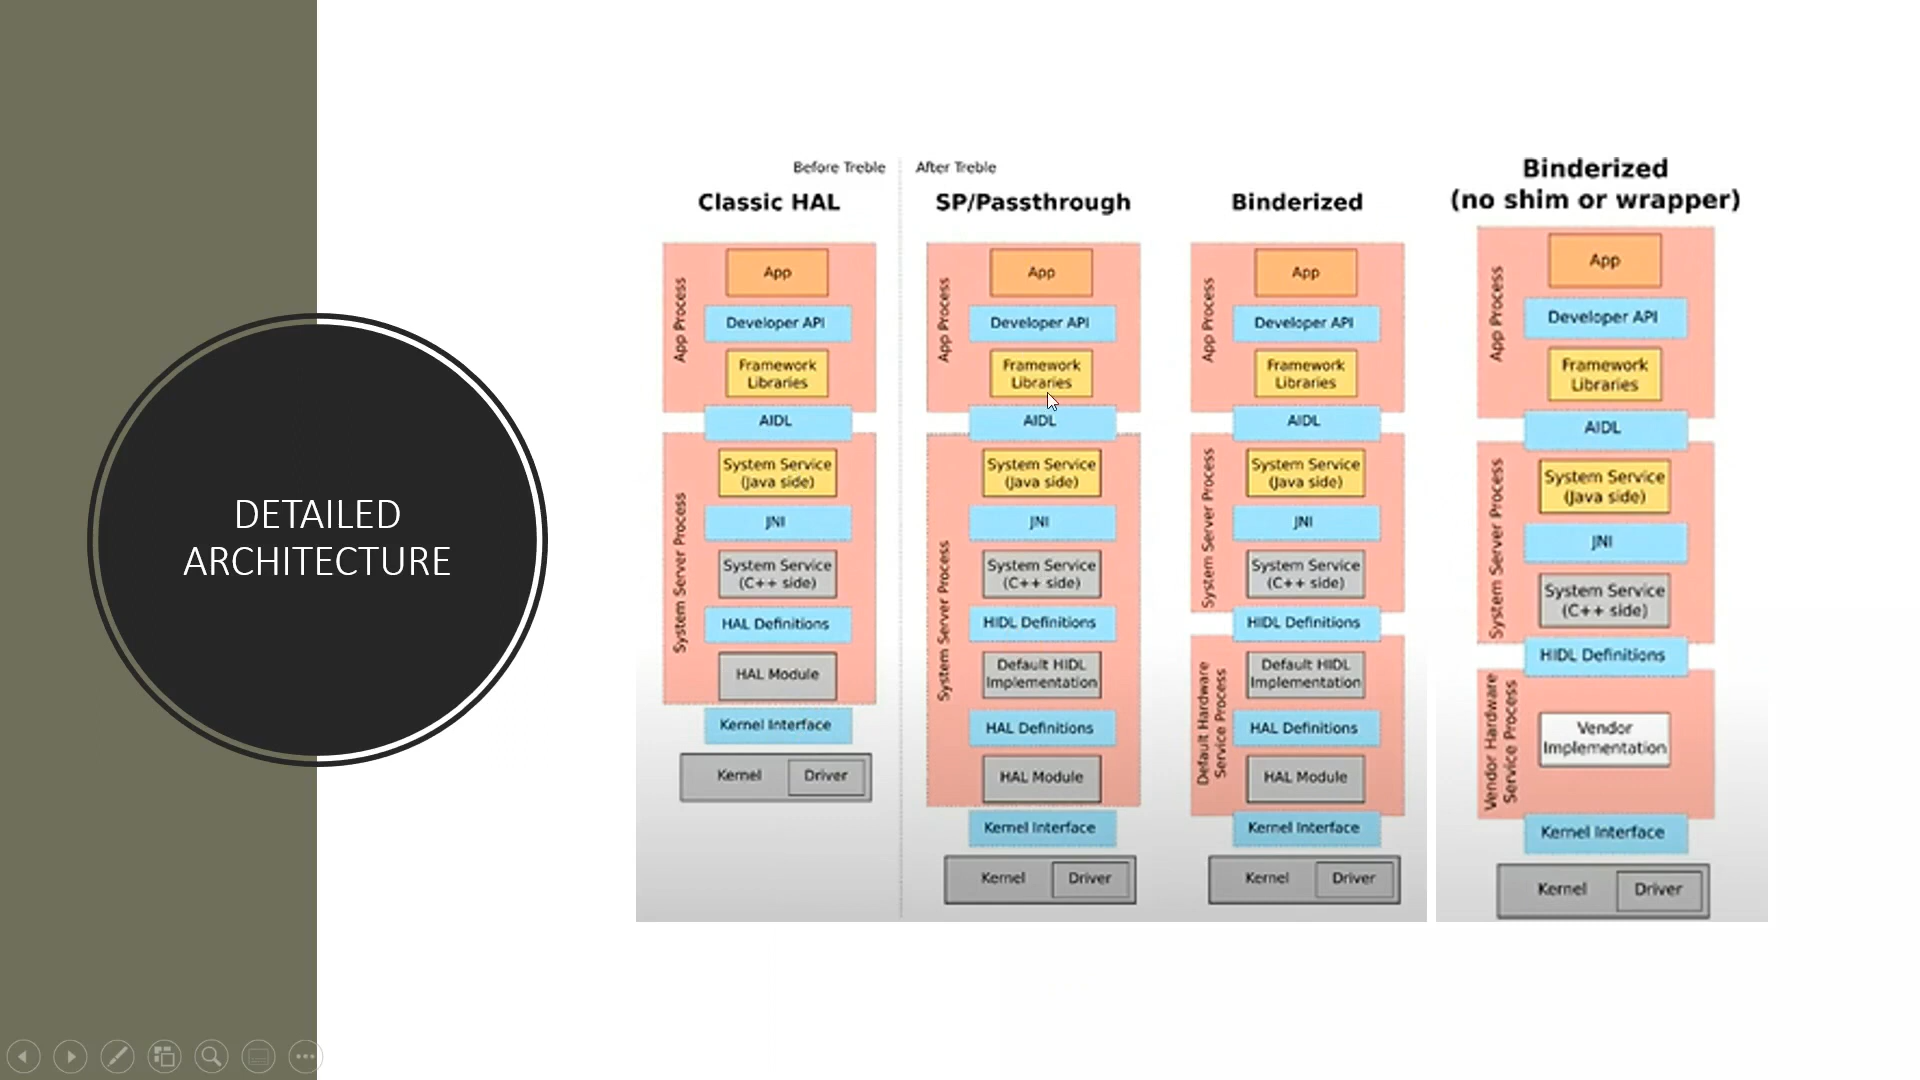 DETAILED
ARCHITECTURE
Before Treble
Classic HAL
App Process
App
Developer API
Framework
Libraries
AIDL
System Server Process
System Service
(Java side)
JNI
System Service
(C++ side)
HAL Definitions
HAL Module
Kernel Interface
Kernel
Driver
After Treble
SP/Passthrough
App Process
App
Developer API
Framework
Libraries
AIDL
System Server Process
System Service
(Java side)
JNI
System Service
(C++ side)
HIDL Definitions
Default HIDL
Implementation
HAL Definitions
HAL Module
Kernel Interface
Kernel
Driver
Binderized
App Process
App
Developer API
Framework
Libraries
AIDL
System Server Process
System Service
(Java side)
JNI
System Service
(C++ side)
HIDL Definitions
Default Hardware
Service Process
Default HIDL
Implementation
HAL Definitions
HAL Module
Kernel Interface
Kernel
Driver
Binderized
(no shim or wrapper)
App Process
App
Developer API
Framework
Libraries
AIDL
System Server Process
System Service
(Java side)
JNI
System Service
(C++ side)
HIDL Definitions
Vendor Hardware
Service Process
Vendor
Implementation
Kernel Interface
Kernel
Driver